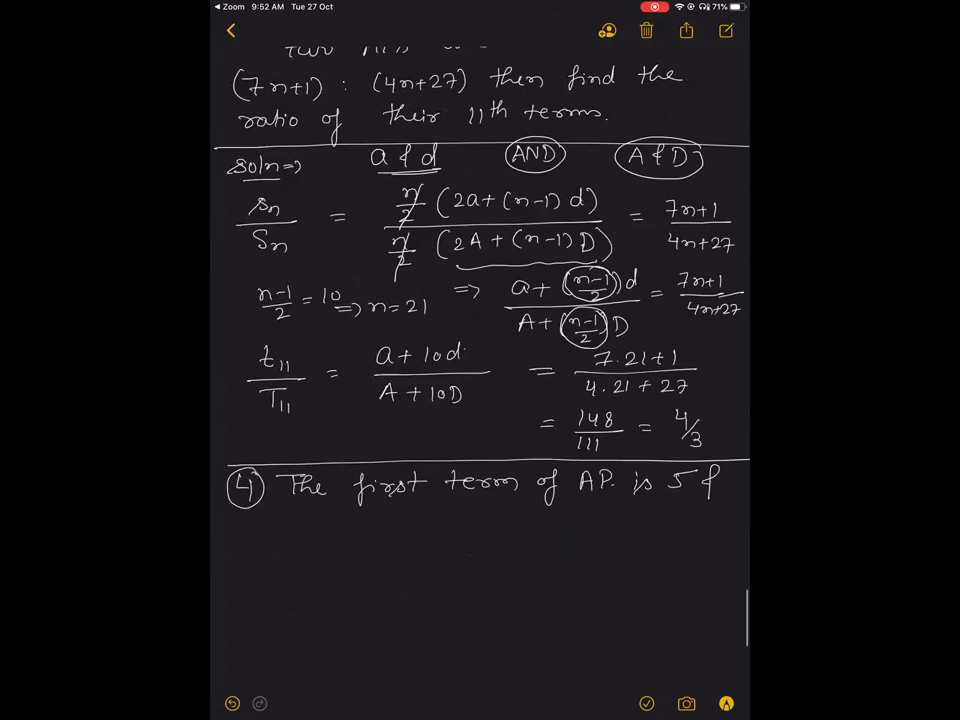 Zoom 9:52 AM Tue 27 Oct 71%
two
(7n+1) : (4n+27) then find the
ratio of their 11th terms.
Soln⇒ a & d AND A & D
sn/Sn = n/2 (2a+(n-1)d) / n/2 (2A+(n-1)D) = 7n+1/4n+27
n-1/2 = 10 ⇒ n=21 ⇒ a+(n-1/2)d / A+(n-1/2)D = 7n+1/4n+27
t11/T11 = a+10d/A+10D = 7.21+1/4.21+27
= 148/111 = 4/3
4 The first term of AP. is 5 &